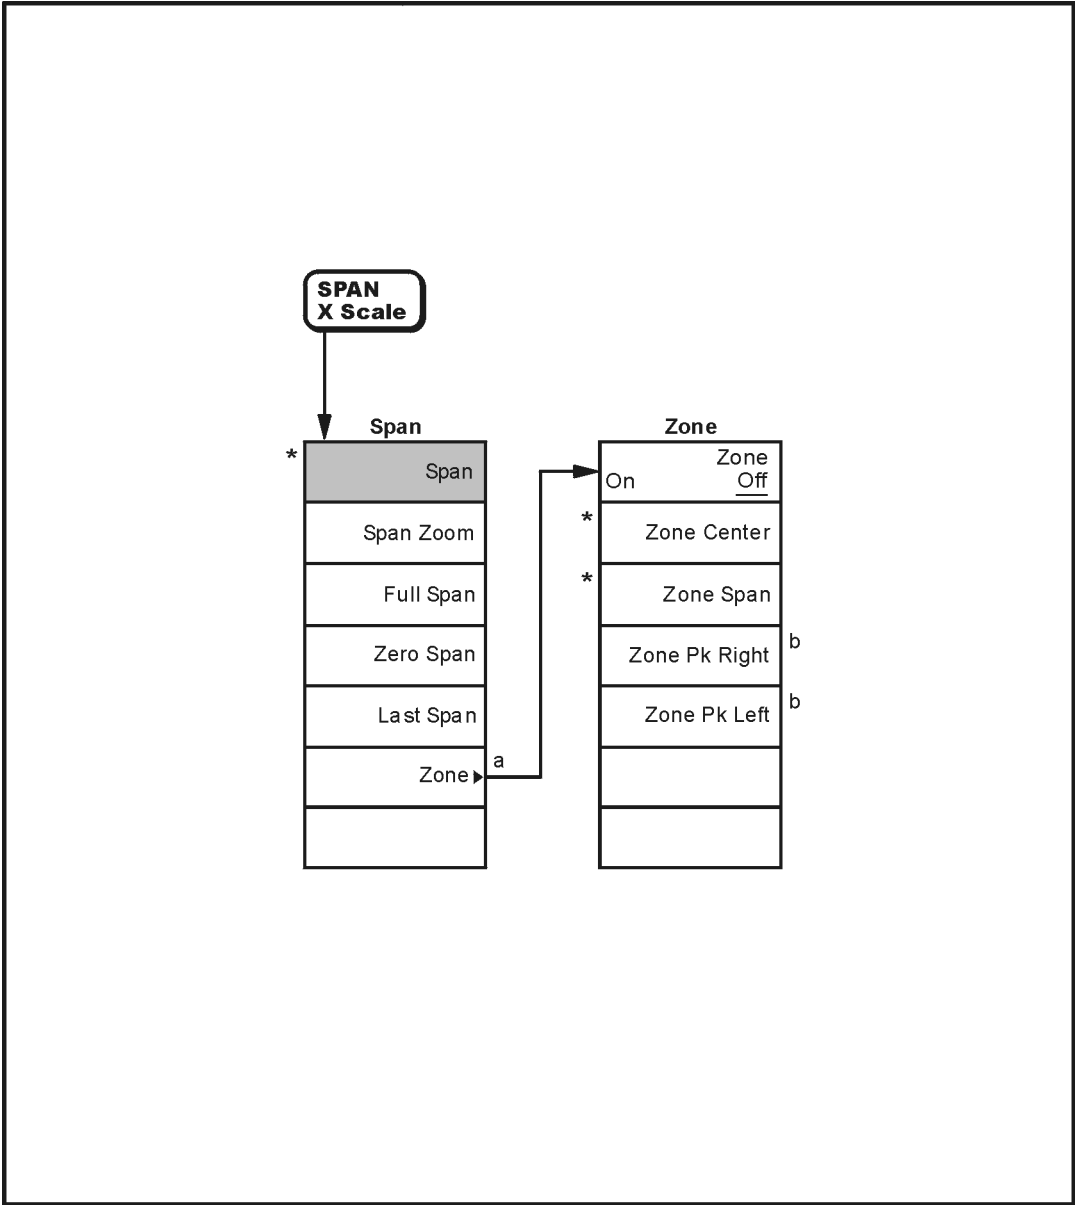 SPAN
X Scale
Span
*
Span
Span Zoom
Full Span
Zero Span
Last Span
Zone
a
Zone
Zone
On Off
*
Zone Center
*
Zone Span
Zone Pk Right
b
Zone Pk Left
b